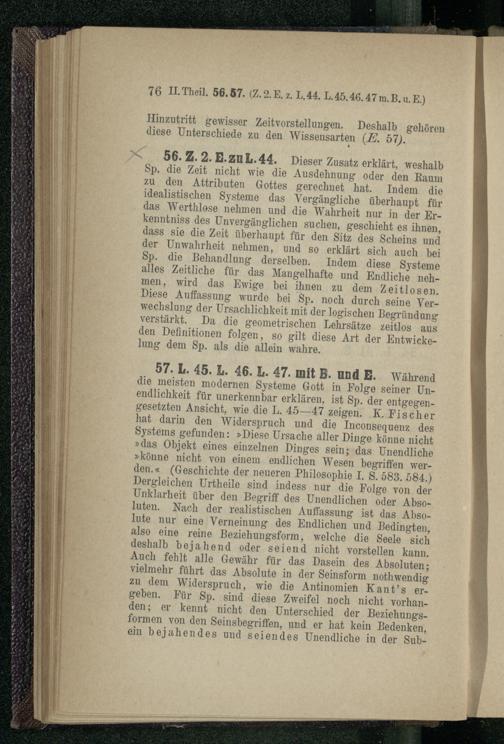 76 II. Theil. 56.57. (Z. 2. E. z. L.44. L.45. 46. 47 m. B. u. E.)
Hinzutritt gewisser Zeitvorstellungen. Deshalb gehören
diese Unterschiede zu den Wissensarten (E. 57).
56. Z. 2. E. zu L. 44. Dieser Zusatz erklärt, weshalb
Sp. die Zeit nicht wie die Ausdehnung oder den Raum
zu den Attributen Gottes gerechnet hat. Indem die
idealistischen Systeme das Vergängliche überhaupt für
das Werthlose nehmen und die Wahrheit nur in der Er-
kenntniss des Unvergänglichen suchen, geschieht es ihnen,
dass sie die Zeit überhaupt für den Sitz des Scheins und
der Unwahrheit nehmen, und so erklärt sich auch bei
Sp. die Behandlung derselben. Indem diese Systeme
alles Zeitliche für das Mangelhafte und Endliche neh-
men, wird das Ewige bei ihnen zu dem Zeitlosen.
Diese Auffassung wurde bei Sp. noch durch seine Ver-
wechslung der Ursachlichkeit mit der logischen Begründung
verstärkt. Da die geometrischen Lehrsätze zeitlos aus
den Definitionen folgen, so gilt diese Art der Entwicke-
lung dem Sp. als die allein wahre.
57. L. 45. L. 46. L. 47. mit B. und E. Während
die meisten modernen Systeme Gott in Folge seiner Un-
endlichkeit für unerkennbar erklären, ist Sp. der entgegen-
gesetzten Ansicht, wie die L. 45—47 zeigen. K. Fischer
hat darin den Widerspruch und die Inconsequenz des
Systems gefunden: »Diese Ursache aller Dinge könne nicht
»das Objekt eines einzelnen Dinges sein; das Unendliche
»könne nicht von einem endlichen Wesen begriffen wer-
den.« (Geschichte der neueren Philosophie I. S. 583. 584.)
Dergleichen Urtheile sind indess nur die Folge von der
Unklarheit über den Begriff des Unendlichen oder Abso-
luten. Nach der realistischen Auffassung ist das Abso-
lute nur eine Verneinung des Endlichen und Bedingten,
also eine reine Beziehungsform, welche die Seele sich
deshalb bejahend oder seiend nicht vorstellen kann.
Auch fehlt alle Gewähr für das Dasein des Absoluten;
vielmehr führt das Absolute in der Seinsform nothwendig
zu dem Widerspruch, wie die Antinomien Kant's er-
geben. Für Sp. sind diese Zweifel noch nicht vorhan-
den; er kennt nicht den Unterschied der Beziehungs-
formen von den Seinsbegriffen, und er hat kein Bedenken,
ein bejahendes und seiendes Unendliche in der Sub-